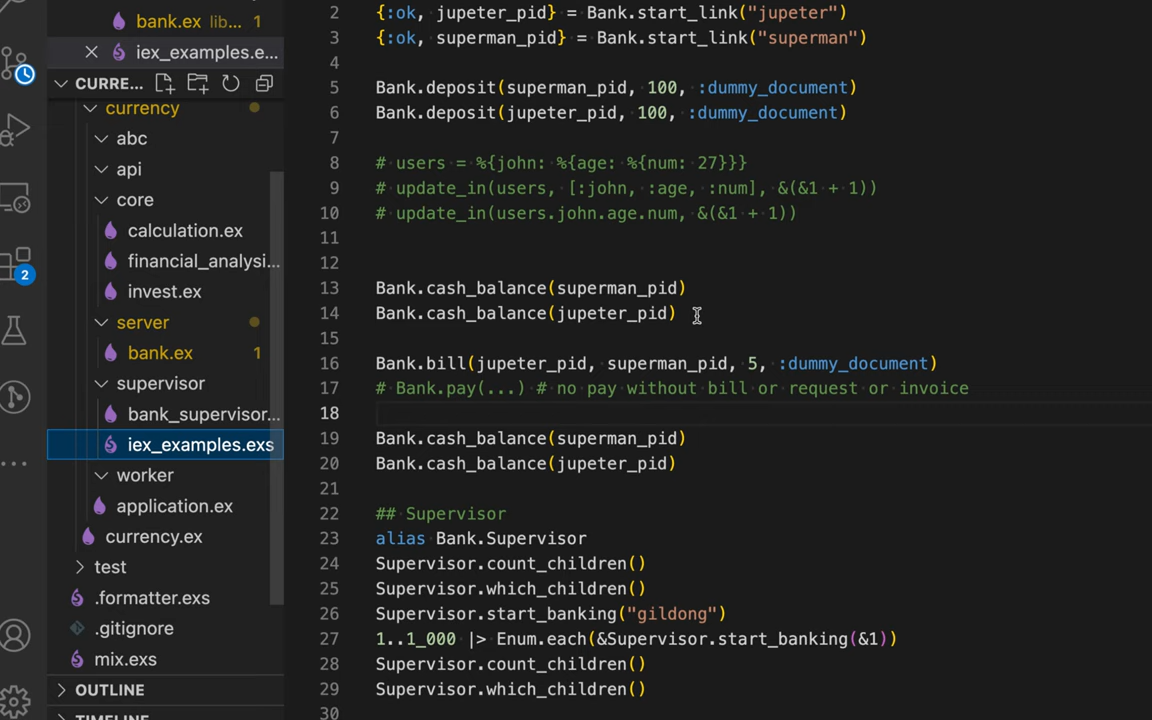 bank.ex lib... 1
iex_examples.e...
CURRE...
currency
abc
api
core
calculation.ex
financial_analysi...
invest.ex
server
bank.ex 1
supervisor
bank_supervisor...
iex_examples.exs
worker
application.ex
currency.ex
test
.formatter.exs
.gitignore
mix.exs
OUTLINE
TIMELINE
2
2 {:ok, jupeter_pid} = Bank.start_link("jupeter")
3 {:ok, superman_pid} = Bank.start_link("superman")
4
5 Bank.deposit(superman_pid, 100, :dummy_document)
6 Bank.deposit(jupeter_pid, 100, :dummy_document)
7
8 # users = %{john: %{age: %{num: 27}}}
9 # update_in(users, [:john, :age, :num], &(&1 + 1))
10 # update_in(users.john.age.num, &(&1 + 1))
11
12
13 Bank.cash_balance(superman_pid)
14 Bank.cash_balance(jupeter_pid)
15
16 Bank.bill(jupeter_pid, superman_pid, 5, :dummy_document)
17 # Bank.pay(...) # no pay without bill or request or invoice
18
19 Bank.cash_balance(superman_pid)
20 Bank.cash_balance(jupeter_pid)
21
22 ## Supervisor
23 alias Bank.Supervisor
24 Supervisor.count_children()
25 Supervisor.which_children()
26 Supervisor.start_banking("gildong")
27 1..1_000 |> Enum.each(&Supervisor.start_banking(&1))
28 Supervisor.count_children()
29 Supervisor.which_children()
30